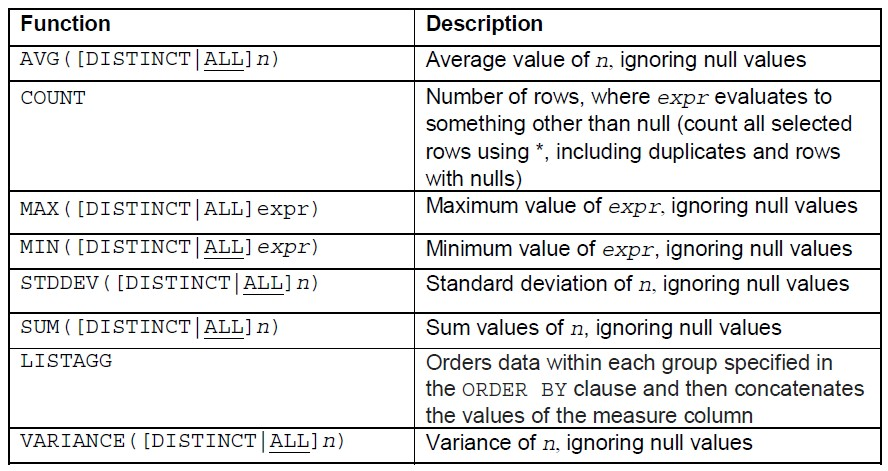 Function Description
AVG([DISTINCT|ALL]n) Average value of n, ignoring null values
COUNT Number of rows, where expr evaluates to
something other than null (count all selected
rows using *, including duplicates and rows
with nulls)
MAX([DISTINCT|ALL]expr) Maximum value of expr, ignoring null values
MIN([DISTINCT|ALL]expr) Minimum value of expr, ignoring null values
STDDEV([DISTINCT|ALL]n) Standard deviation of n, ignoring null values
SUM([DISTINCT|ALL]n) Sum values of n, ignoring null values
LISTAGG Orders data within each group specified in
the ORDER BY clause and then concatenates
the values of the measure column
VARIANCE([DISTINCT|ALL]n) Variance of n, ignoring null values